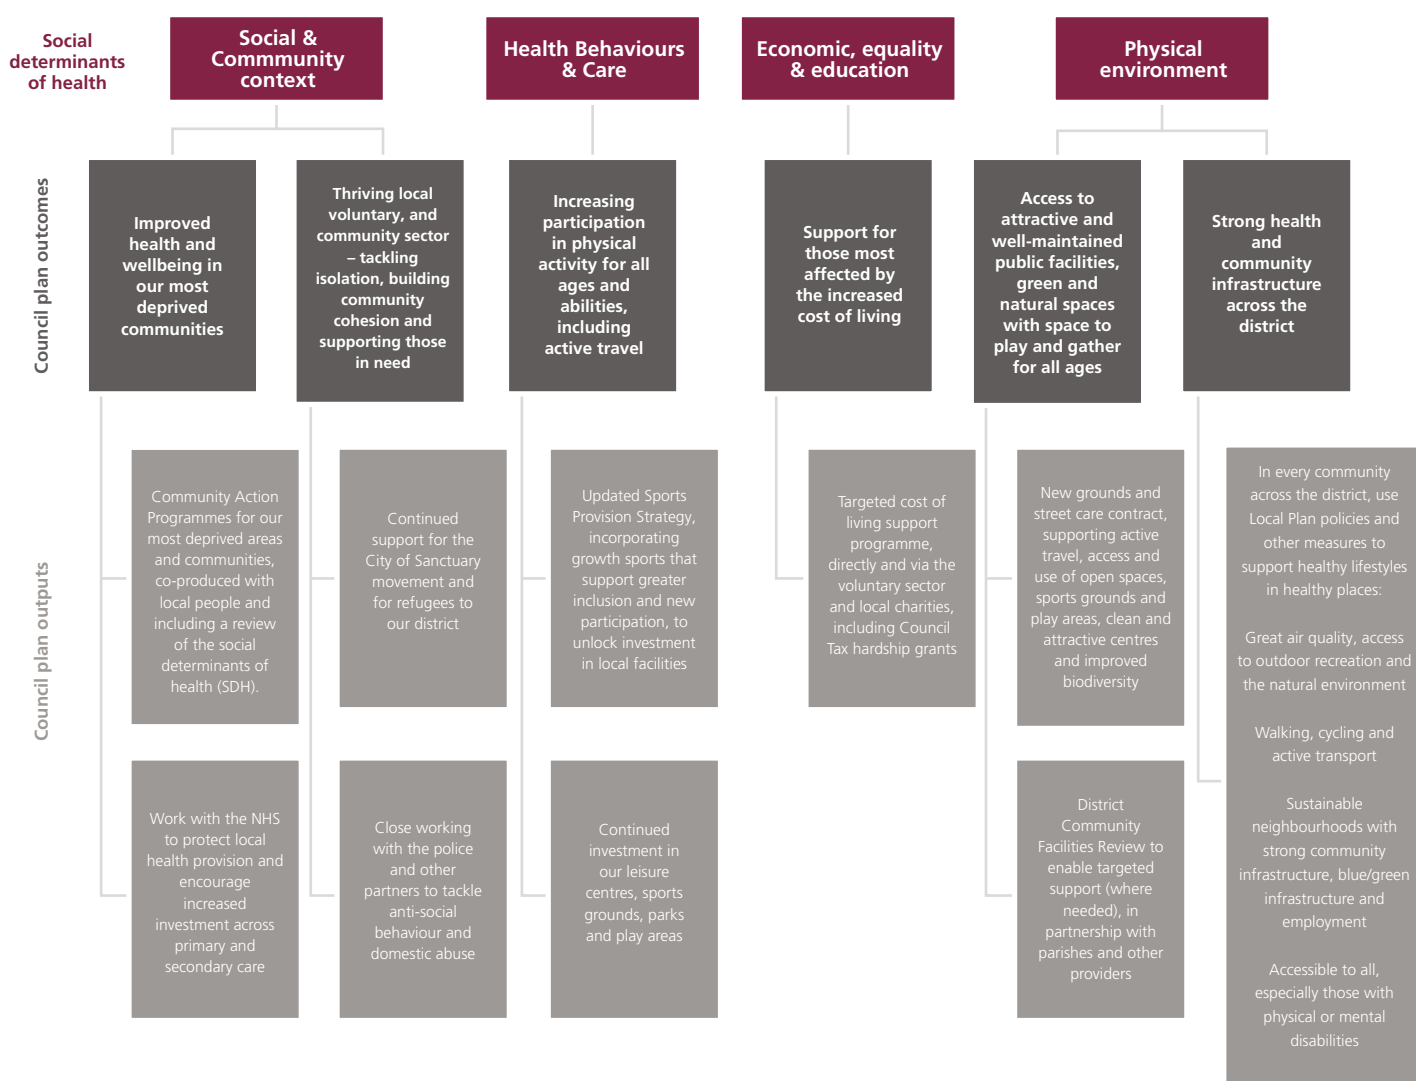 Social
determinants
of health
Social &
Commmunity
context
Health Behaviours
& Care
Economic, equality
& education
Physical
environment
Council plan outcomes
Improved
health and
wellbeing in
our most
deprived
communities
Thriving local
voluntary, and
community sector
– tackling
isolation, building
community
cohesion and
supporting those
in need
Increasing
participation
in physical
activity for all
ages and
abilities,
including
active travel
Support for
those most
affected by
the increased
cost of living
Access to
attractive and
well-maintained
public facilities,
green and
natural spaces
with space to
play and gather
for all ages
Strong health
and
community
infrastructure
across the
district
Council plan outputs
Community Action
Programmes for our
most deprived areas
and communities,
co-produced with
local people and
including a review
of the social
determinants of
health (SDH).
Continued
support for the
City of Sanctuary
movement and
for refugees to
our district
Updated Sports
Provision Strategy,
incorporating
growth sports that
support greater
inclusion and new
participation, to
unlock investment
in local facilities
Targeted cost of
living support
programme,
directly and via the
voluntary sector
and local charities,
including Council
Tax hardship grants
New grounds and
street care contract,
supporting active
travel, access and
use of open spaces,
sports grounds and
play areas, clean and
attractive centres
and improved
biodiversity
In every community
across the district, use
Local Plan policies and
other measures to
support healthy lifestyles
in healthy places:
Great air quality, access
to outdoor recreation and
the natural environment
Walking, cycling and
active transport
Sustainable
neighbourhoods with
strong community
infrastructure, blue/green
infrastructure and
employment
Accessible to all,
especially those with
physical or mental
disabilities
Work with the NHS
to protect local
health provision and
encourage
increased
investment across
primary and
secondary care
Close working
with the police
and other
partners to tackle
anti-social
behaviour and
domestic abuse
Continued
investment in
our leisure
centres, sports
grounds, parks
and play areas
District
Community
Facilities Review to
enable targeted
support (where
needed), in
partnership with
parishes and other
providers